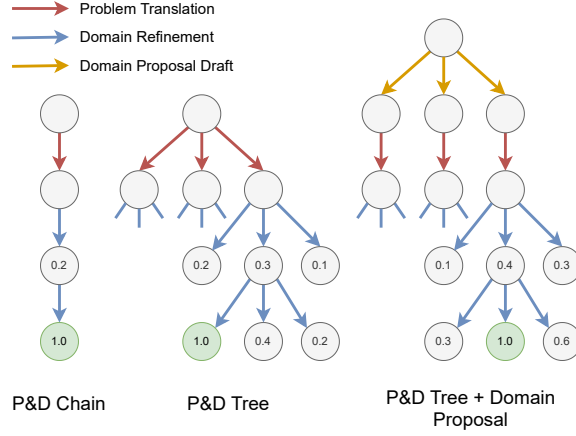 Problem Translation
Domain Refinement
Domain Proposal Draft
0.2
0.2 0.3 0.1
0.1 0.4 0.3
1.0
1.0 0.4 0.2
0.3 1.0 0.6
P&D Chain
P&D Tree
P&D Tree + Domain
Proposal